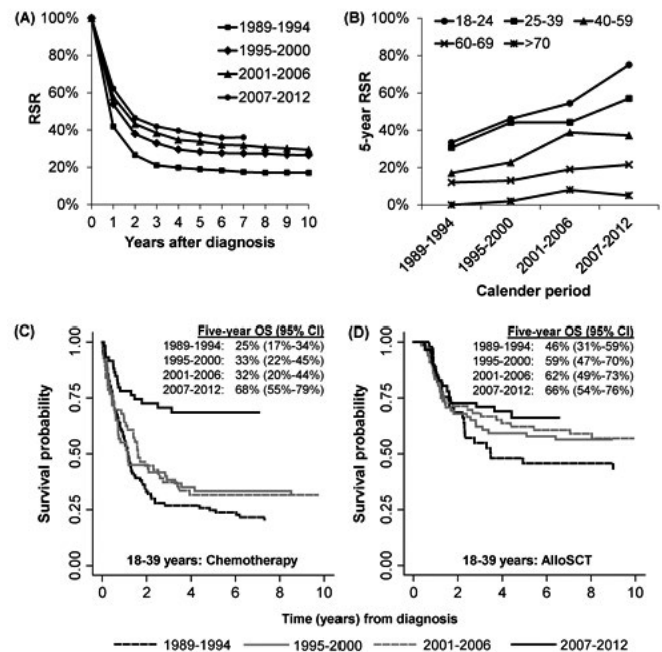 (A)
1989-1994
1995-2000
2001-2006
2007-2012
100%
80%
60%
40%
20%
0%
RSR
0 1 2 3 4 5 6 7 8 9 10
Years after diagnosis
(B)
18-24 25-39 40-59
60-69 >70
100%
80%
60%
40%
20%
0%
5-year RSR
1989-1994
1995-2000
2001-2006
2007-2012
Calender period
(C)
Five-year OS (95% CI)
1989-1994: 25% (17%-34%)
1995-2000: 33% (22%-45%)
2001-2006: 32% (20%-44%)
2007-2012: 68% (55%-79%)
1.00
0.75
0.50
0.25
0.00
Survival probability
18-39 years: Chemotherapy
0 2 4 6 8 10
(D)
Five-year OS (95% CI)
1989-1994: 46% (31%-59%)
1995-2000: 59% (47%-70%)
2001-2006: 62% (49%-73%)
2007-2012: 66% (54%-76%)
1.00
0.75
0.50
0.25
0.00
Survival probability
18-39 years: AlloSCT
0 2 4 6 8 10
Time (years) from diagnosis
1989-1994 1995-2000 2001-2006 2007-2012